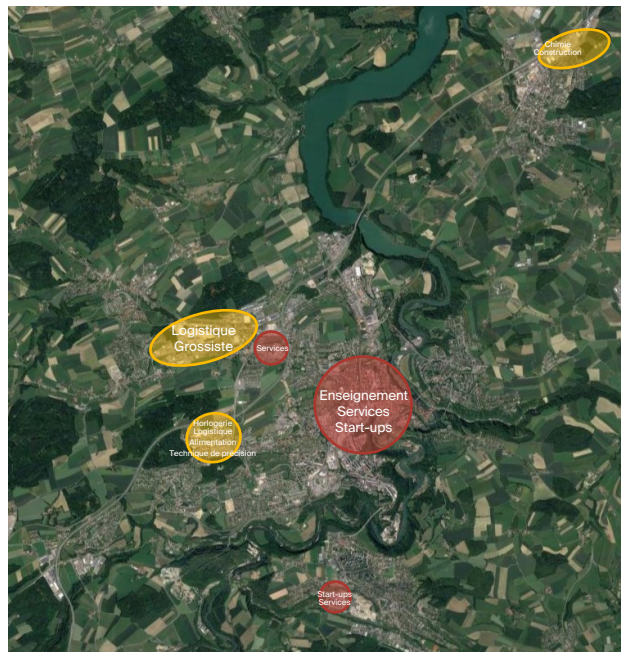 Chimie
Construction
Logistique
Grossiste
Services
Enseignement
Services
Start-ups
Horlogerie
Logistique
Alimentation
Technique de précision
Start-ups
Services